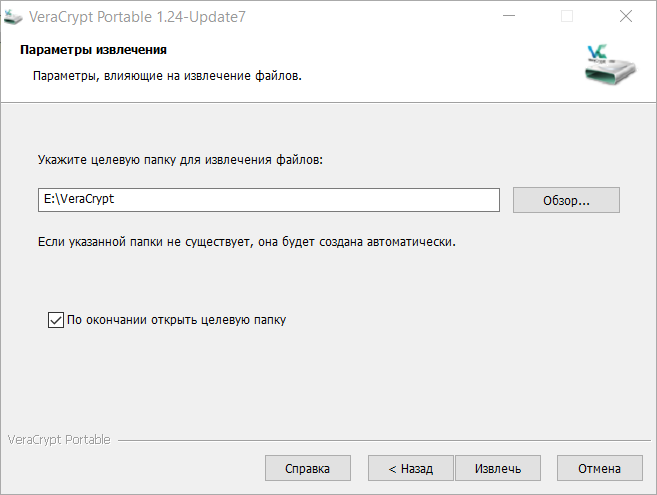 VeraCrypt Portable 1.24-Update7
Параметры извлечения
Параметры, влияющие на извлечение файлов.
Укажите целевую папку для извлечения файлов:
E:\VeraCrypt
Обзор...
Если указанной папки не существует, она будет создана автоматически.
По окончании открыть целевую папку
VeraCrypt Portable
Справка
< Назад
Извлечь
Отмена